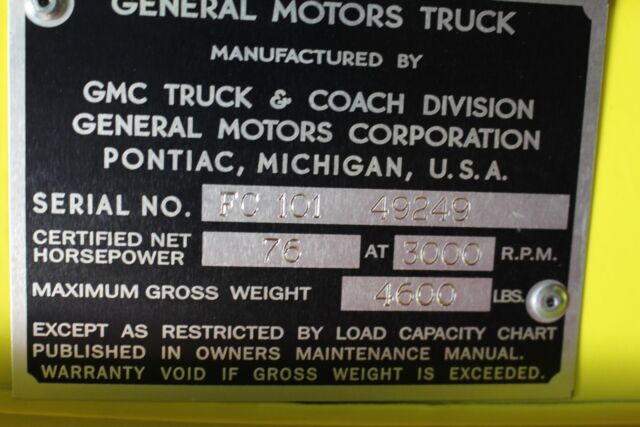 GENERAL MOTORS TRUCK
MANUFACTURED BY
GMC TRUCK & COACH DIVISION
GENERAL MOTORS CORPORATION
PONTIAC, MICHIGAN, U.S.A.
SERIAL NO. FC 101 49249
CERTIFIED NET HORSEPOWER 76 AT 3000 R.P.M.
MAXIMUM GROSS WEIGHT 4600 LBS.
EXCEPT AS RESTRICTED BY LOAD CAPACITY CHART
PUBLISHED IN OWNERS MAINTENANCE MANUAL.
WARRANTY VOID IF GROSS WEIGHT IS EXCEEDED.